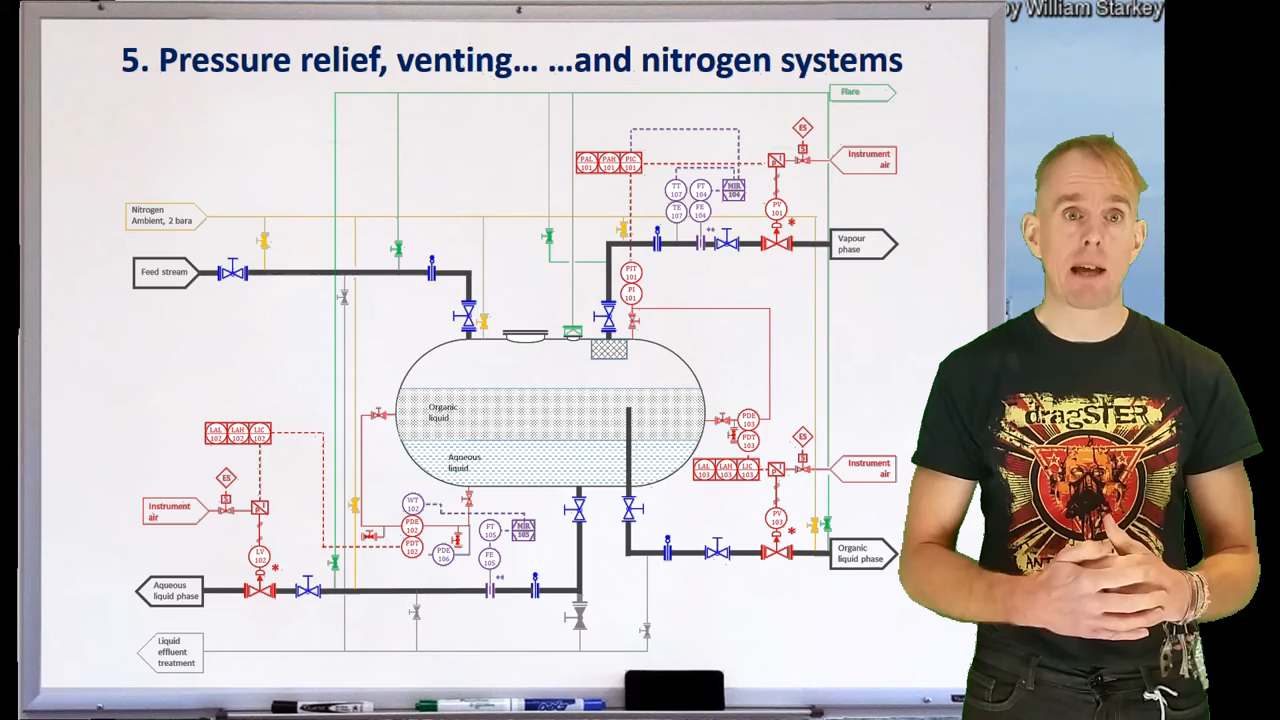 by William Starkey
5. Pressure relief, venting… …and nitrogen systems
Flare
ES
S
Instrument
air
PAL
101
PAH
101
PIC
101
I
P
TT
107
FT
104
MIR
104
TE
107
FE
104
PV
101
*
**
Nitrogen
Ambient, 2 bara
Vapour
phase
Feed stream
PIT
101
PI
101
Organic
liquid
PDE
103
PDT
103
LAL
102
LAH
102
LIC
102
Aqueous
liquid
ES
S
LAL
103
LAH
103
LIC
103
Instrument
air
ES
S
WT
102
Instrument
air
PDE
102
FT
105
MIR
105
PV
103
*
PDT
102
PDE
106
FE
105
LV
102
*
**
Organic
liquid phase
Aqueous
liquid phase
Liquid
effluent
treatment
dragSTER